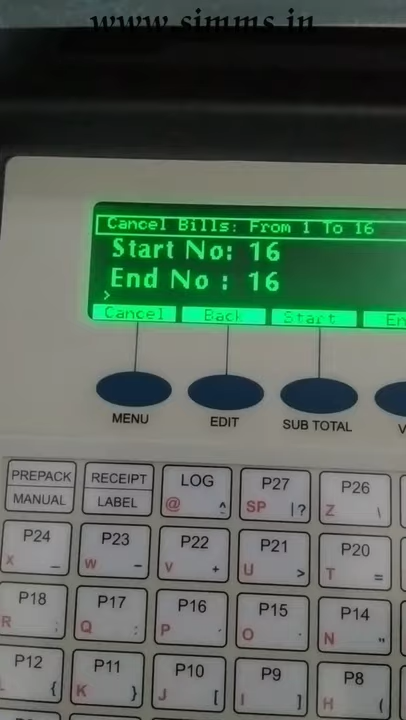 www.simms.in
Cancel Bills: From 1 To 16
Start No: 16
End No : 16
>
Cancel Back Start
MENU EDIT SUB TOTAL
PREPACK RECEIPT LOG P27 P26
MANUAL LABEL @ ^ SP |? Z \
P24 P23 P22 P21 P20
X _ W - V + U > T =
P18 P17 P16 P15 P14
R ; Q : P O N "
P12 P11 P10 P9 P8
{ K } J [ I ] H (